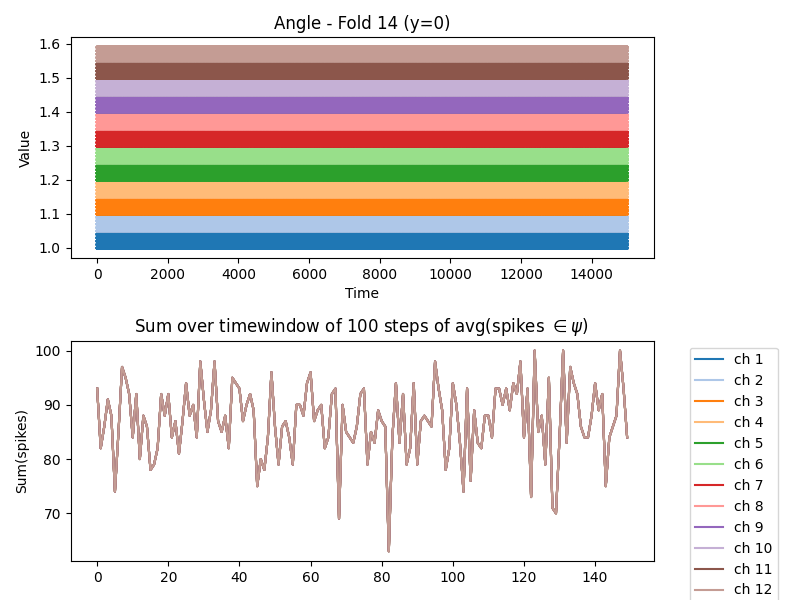 Angle - Fold 14 (y=0)
Value
1.6
1.5
1.4
1.3
1.2
1.1
1.0
0 2000 4000 6000 8000 10000 12000 14000
Time
Sum over timewindow of 100 steps of avg(spikes ∈ψ)
Sum(spikes)
100
90
80
70
0 20 40 60 80 100 120 140
ch 1
ch 2
ch 3
ch 4
ch 5
ch 6
ch 7
ch 8
ch 9
ch 10
ch 11
ch 12